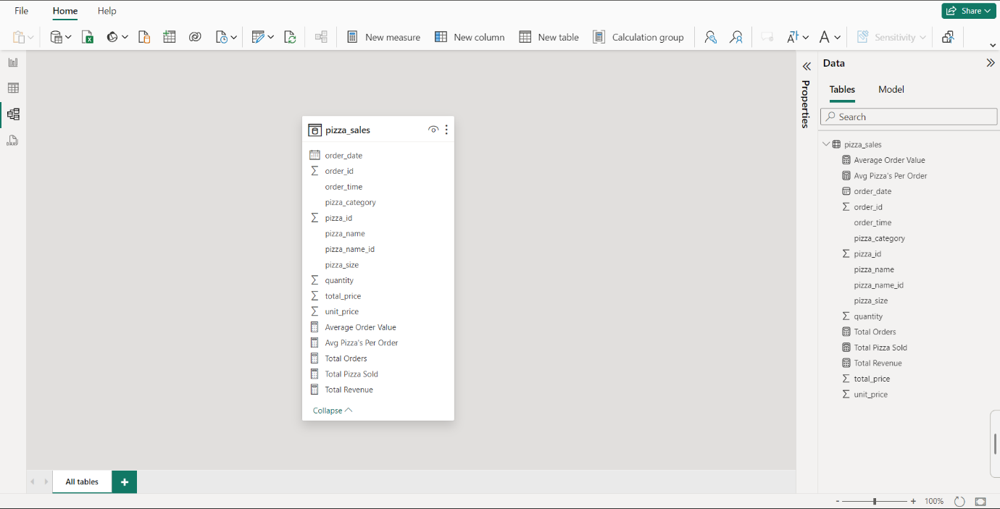 File Home Help Share
New measure New column New table Calculation group Sensitivity
Data
Tables Model
Search
Properties
pizza_sales
order_date
order_id
order_time
pizza_category
pizza_id
pizza_name
pizza_name_id
pizza_size
quantity
total_price
unit_price
Average Order Value
Avg Pizza's Per Order
Total Orders
Total Pizza Sold
Total Revenue
Collapse
pizza_sales
Average Order Value
Avg Pizza's Per Order
order_date
order_id
order_time
pizza_category
pizza_id
pizza_name
pizza_name_id
pizza_size
quantity
Total Orders
Total Pizza Sold
Total Revenue
total_price
unit_price
All tables +
- + 100%